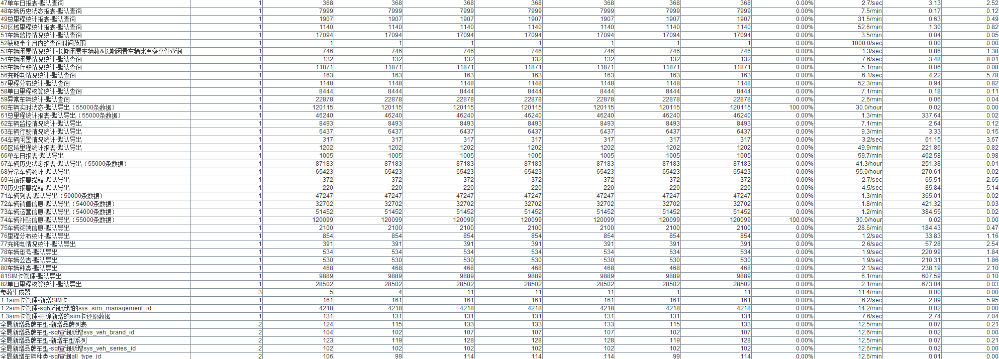 47单车日报表-默认查询 1 368 368 368 368 368 368 368 0.00% 2.7/sec 3.13 2.52
48车辆历史状态报表-默认查询 1 7999 7999 7999 7999 7999 7999 7999 0.00% 7.5/min 0.17 0.12
49总里程统计报表-默认查询 1 1907 1907 1907 1907 1907 1907 1907 0.00% 31.5/min 0.63 0.49
50区域里程统计报表-默认查询 1 1140 1140 1140 1140 1140 1140 1140 0.00% 52.6/min 1.30 0.82
51车辆监控情况统计-默认查询 1 17094 17094 17094 17094 17094 17094 17094 0.00% 3.5/min 0.04 0.05
52获取半个月内的查询时间范围 1 1 1 1 1 1 1 1 0.00% 1000.0/sec 0.00 0.00
53车辆闲置情况统计-长期闲置车辆数&长期闲置车辆比率多条件查询 1 746 746 746 746 746 746 746 0.00% 1.3/sec 0.86 1.38
54车辆闲置情况统计-默认查询 1 132 132 132 132 132 132 132 0.00% 7.6/sec 3.48 8.01
55车辆行驶情况统计-默认查询 1 11871 11871 11871 11871 11871 11871 11871 0.00% 5.1/min 0.06 0.08
56充耗电情况统计-默认查询 1 163 163 163 163 163 163 163 0.00% 6.1/sec 4.22 5.78
57里程分布统计-默认查询 1 1148 1148 1148 1148 1148 1148 1148 0.00% 52.3/min 0.94 0.82
58单日里程核算统计-默认查询 1 8444 8444 8444 8444 8444 8444 8444 0.00% 7.1/min 0.18 0.11
59异常车辆统计-默认查询 1 22878 22878 22878 22878 22878 22878 22878 0.00% 2.6/min 0.06 0.04
60车辆实时状态-默认导出（55000条数据） 1 120115 120115 120115 120115 120115 120115 120115 100.00% 30.0/hour 0.02 0.00
61总里程统计报表-默认导出（55000条数据） 1 46240 46240 46240 46240 46240 46240 46240 0.00% 1.3/min 337.64 0.02
62车辆监控情况统计-默认导出 1 8493 8493 8493 8493 8493 8493 8493 0.00% 7.1/min 2.64 0.12
63车辆行驶情况统计-默认导出 1 6437 6437 6437 6437 6437 6437 6437 0.00% 9.3/min 3.33 0.15
64车辆闲置情况统计-默认导出 1 317 317 317 317 317 317 317 0.00% 3.2/sec 61.15 3.67
65区域里程统计报表-默认导出 1 1202 1202 1202 1202 1202 1202 1202 0.00% 49.9/min 221.86 0.82
66单车日报表-默认导出 1 1005 1005 1005 1005 1005 1005 1005 0.00% 59.7/min 462.58 0.98
67车辆历史状态报表-默认导出（55000条数据） 1 87183 87183 87183 87183 87183 87183 87183 0.00% 41.3/hour 251.38 0.01
68异常车辆统计-默认导出 1 65423 65423 65423 65423 65423 65423 65423 0.00% 55.0/hour 270.61 0.02
69当前报警提醒-默认导出 1 372 372 372 372 372 372 372 0.00% 2.7/sec 65.51 2.65
70历史报警提醒-默认导出 1 220 220 220 220 220 220 220 0.00% 4.5/sec 85.84 5.14
71车辆列表-默认导出（50000条数据） 1 47247 47247 47247 47247 47247 47247 47247 0.00% 1.3/min 365.01 0.02
72车辆销售信息-默认导出（54000条数据） 1 32702 32702 32702 32702 32702 32702 32702 0.00% 1.8/min 421.32 0.03
73车辆运营信息-默认导出（54000条数据） 1 51452 51452 51452 51452 51452 51452 51452 0.00% 1.2/min 384.55 0.02
74车辆补贴信息-默认导出（55000条数据） 1 120099 120099 120099 120099 120099 120099 120099 100.00% 30.0/hour 0.02 0.00
75车辆终端信息-默认导出 1 2100 2100 2100 2100 2100 2100 2100 0.00% 28.6/min 184.43 0.47
76里程分布统计-默认导出 1 854 854 854 854 854 854 854 0.00% 1.2/sec 33.83 1.16
77充耗电情况统计-默认导出 1 391 391 391 391 391 391 391 0.00% 2.6/sec 57.28 2.54
78车辆型号-默认导出 1 534 534 534 534 534 534 534 0.00% 1.9/sec 220.99 1.84
79车辆公告-默认导出 1 530 530 530 530 530 530 530 0.00% 1.9/sec 210.31 1.86
80车辆种类-默认导出 1 468 468 468 468 468 468 468 0.00% 2.1/sec 238.19 2.10
81SIM卡管理-默认导出 1 9889 9889 9889 9889 9889 9889 9889 0.00% 6.1/min 607.59 0.10
82单日里程核算统计-默认导出 1 28502 28502 28502 28502 28502 28502 28502 0.00% 2.1/min 673.04 0.03
参数生成器 3 5 4 11 11 11 1 11 0.00% 11.4/min 0.00 0.00
1.1sim卡管理-新增SIM卡 1 161 161 161 161 161 161 161 0.00% 6.2/sec 2.09 5.95
1.2sim卡管理-sql查询新增的sys_sim_management_id 1 4218 4218 4218 4218 4218 4218 4218 0.00% 14.2/min 0.02 0.00
1.3sim卡管理-删除新增的sim卡还原数据 1 131 131 131 131 131 131 131 0.00% 7.6/sec 2.74 7.04
全局新增品牌车型-新增品牌列表 2 124 115 133 133 133 115 133 0.00% 12.5/min 0.07 0.21
全局新增品牌车型-sql查询新增sys_veh_brand_id 2 104 102 107 107 107 102 107 0.00% 12.6/min 0.02 0.00
全局新增品牌车型-新增车型系列 2 123 119 128 128 128 119 128 0.00% 12.5/min 0.07 0.21
全局新增品牌车型-sql查询新增sys_veh_series_id 2 102 102 102 102 102 102 102 0.00% 12.6/min 0.02 0.00
全局新增车辆种类-sql查询all_type_id 2 106 99 114 114 114 99 114 0.00% 12.6/min 0.01 0.00